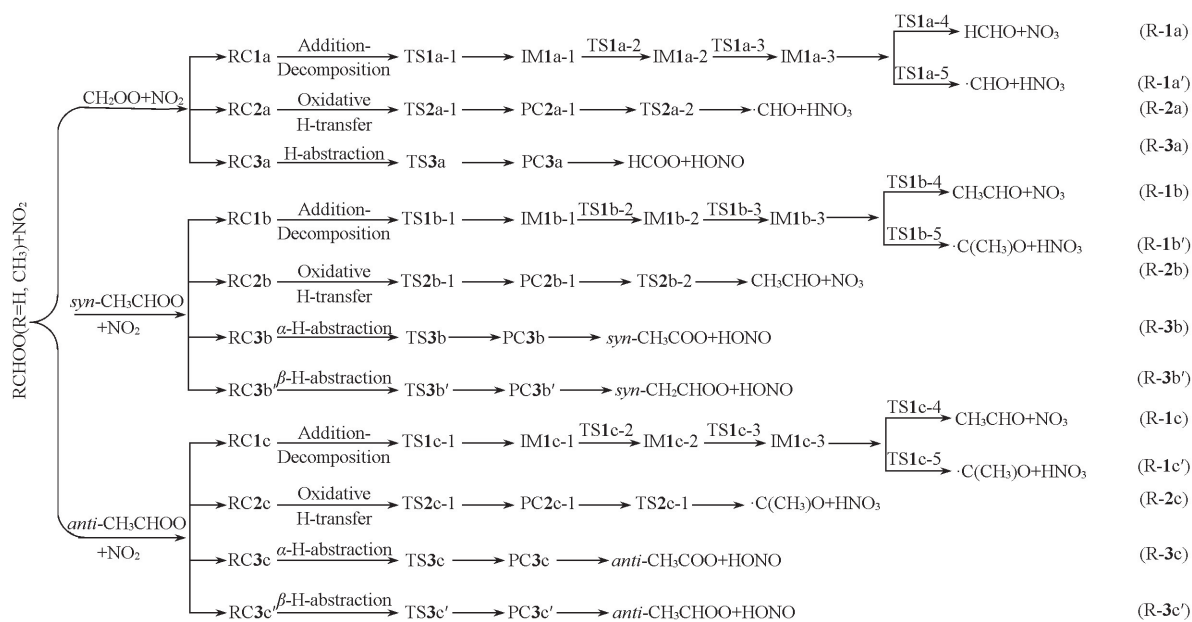 RCHOO(R=H, CH₃)+NO₂
CH₂OO+NO₂
RC1a Addition-Decomposition TS1a-1 IM1a-1 TS1a-2 IM1a-2 TS1a-3 IM1a-3
TS1a-4 HCHO+NO₃ (R-1a)
TS1a-5 ·CHO+HNO₃ (R-1a′)
RC2a Oxidative H-transfer TS2a-1 PC2a-1 TS2a-2 ·CHO+HNO₃ (R-2a)
RC3a H-abstraction TS3a PC3a HCOO+HONO (R-3a)
syn-CH₃CHOO
+NO₂
RC1b Addition-Decomposition TS1b-1 IM1b-1 TS1b-2 IM1b-2 TS1b-3 IM1b-3
TS1b-4 CH₃CHO+NO₃ (R-1b)
TS1b-5 ·C(CH₃)O+HNO₃ (R-1b′)
RC2b Oxidative H-transfer TS2b-1 PC2b-1 TS2b-2 CH₃CHO+NO₃ (R-2b)
RC3b α-H-abstraction TS3b PC3b syn-CH₃COO+HONO (R-3b)
RC3b′ β-H-abstraction TS3b′ PC3b′ syn-CH₂CHOO+HONO (R-3b′)
anti-CH₃CHOO
+NO₂
RC1c Addition-Decomposition TS1c-1 IM1c-1 TS1c-2 IM1c-2 TS1c-3 IM1c-3
TS1c-4 CH₃CHO+NO₃ (R-1c)
TS1c-5 ·C(CH₃)O+HNO₃ (R-1c′)
RC2c Oxidative H-transfer TS2c-1 PC2c-1 TS2c-1 ·C(CH₃)O+HNO₃ (R-2c)
RC3c α-H-abstraction TS3c PC3c anti-CH₃COO+HONO (R-3c)
RC3c′ β-H-abstraction TS3c′ PC3c′ anti-CH₃CHOO+HONO (R-3c′)